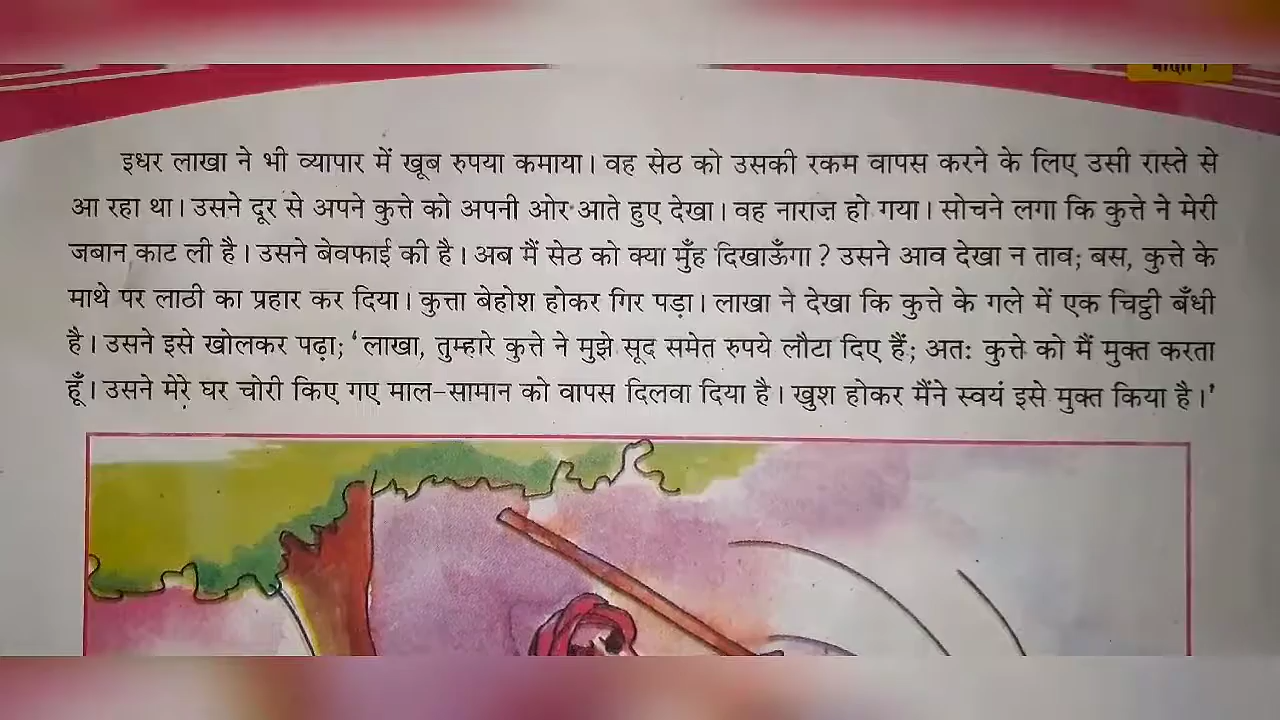 इधर लाखा ने भी व्यापार में खूब रुपया कमाया। वह सेठ को उसकी रकम वापस करने के लिए उसी रास्ते से
आ रहा था। उसने दूर से अपने कुत्ते को अपनी ओर आते हुए देखा। वह नाराज़ हो गया। सोचने लगा कि कुत्ते ने मेरी
जबान काट ली है। उसने बेवफाई की है। अब मैं सेठ को क्या मुँह दिखाऊँगा? उसने आव देखा न ताव; बस, कुत्ते के
माथे पर लाठी का प्रहार कर दिया। कुत्ता बेहोश होकर गिर पड़ा। लाखा ने देखा कि कुत्ते के गले में एक चिट्ठी बँधी
है। उसने इसे खोलकर पढ़ा; ‘लाखा, तुम्हारे कुत्ते ने मुझे सूद समेत रुपये लौटा दिए हैं; अतः कुत्ते को मैं मुक्त करता
हूँ। उसने मेरे घर चोरी किए गए माल-सामान को वापस दिलवा दिया है। खुश होकर मैंने स्वयं इसे मुक्त किया है।’